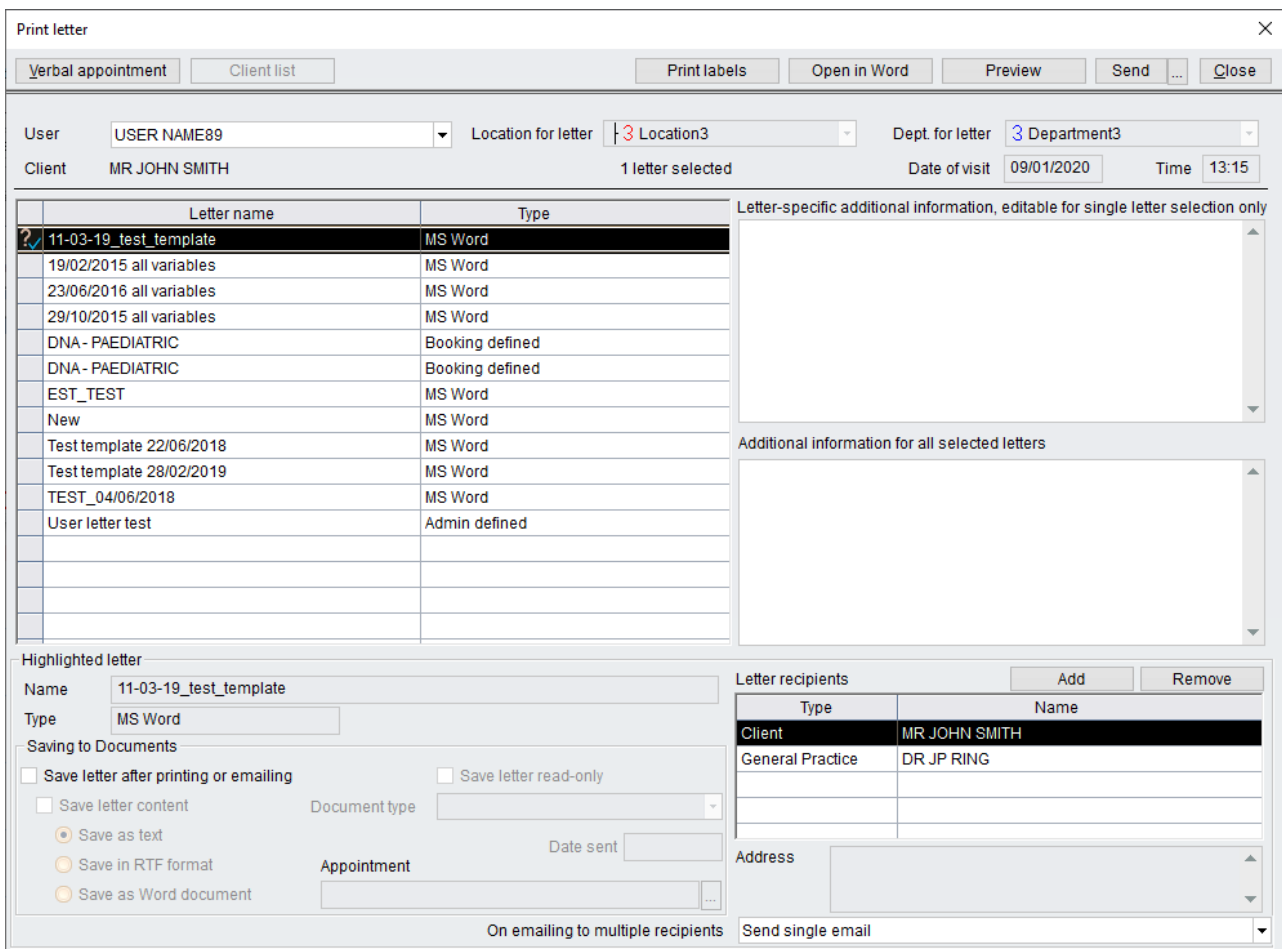 Print letter
Verbal appointment Client list Print labels Open in Word Preview Send ... Close
User USER NAME89 Location for letter 3 Location3 Dept. for letter 3 Department3
Client MR JOHN SMITH 1 letter selected Date of visit 09/01/2020 Time 13:15
Letter name Type
11-03-19_test_template MS Word
19/02/2015 all variables MS Word
23/06/2016 all variables MS Word
29/10/2015 all variables MS Word
DNA - PAEDIATRIC Booking defined
DNA - PAEDIATRIC Booking defined
EST_TEST MS Word
New MS Word
Test template 22/06/2018 MS Word
Test template 28/02/2019 MS Word
TEST_04/06/2018 MS Word
User letter test Admin defined
Letter-specific additional information, editable for single letter selection only
Additional information for all selected letters
Highlighted letter
Name 11-03-19_test_template
Type MS Word
Saving to Documents
Save letter after printing or emailing Save letter read-only
Save letter content Document type
Save as text
Date sent
Save in RTF format Appointment
Save as Word document ...
Letter recipients Add Remove
Type Name
Client MR JOHN SMITH
General Practice DR JP RING
Address
On emailing to multiple recipients Send single email